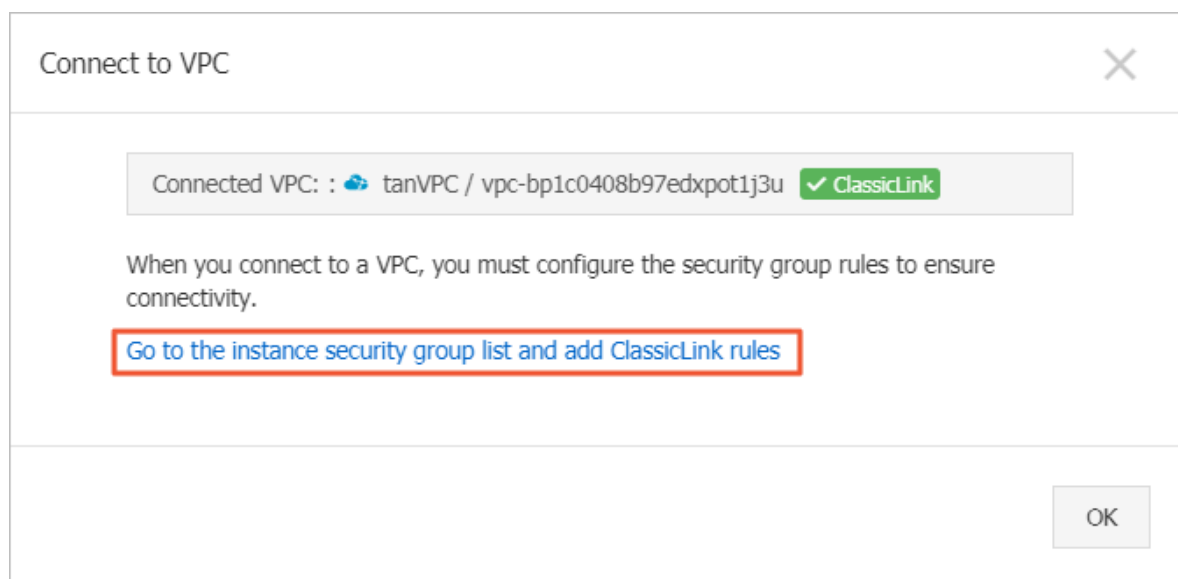 Connect to VPC
Connected VPC: : tanVPC / vpc-bp1c0408b97edxpot1j3u ClassicLink
When you connect to a VPC, you must configure the security group rules to ensure
connectivity.
Go to the instance security group list and add ClassicLink rules
OK